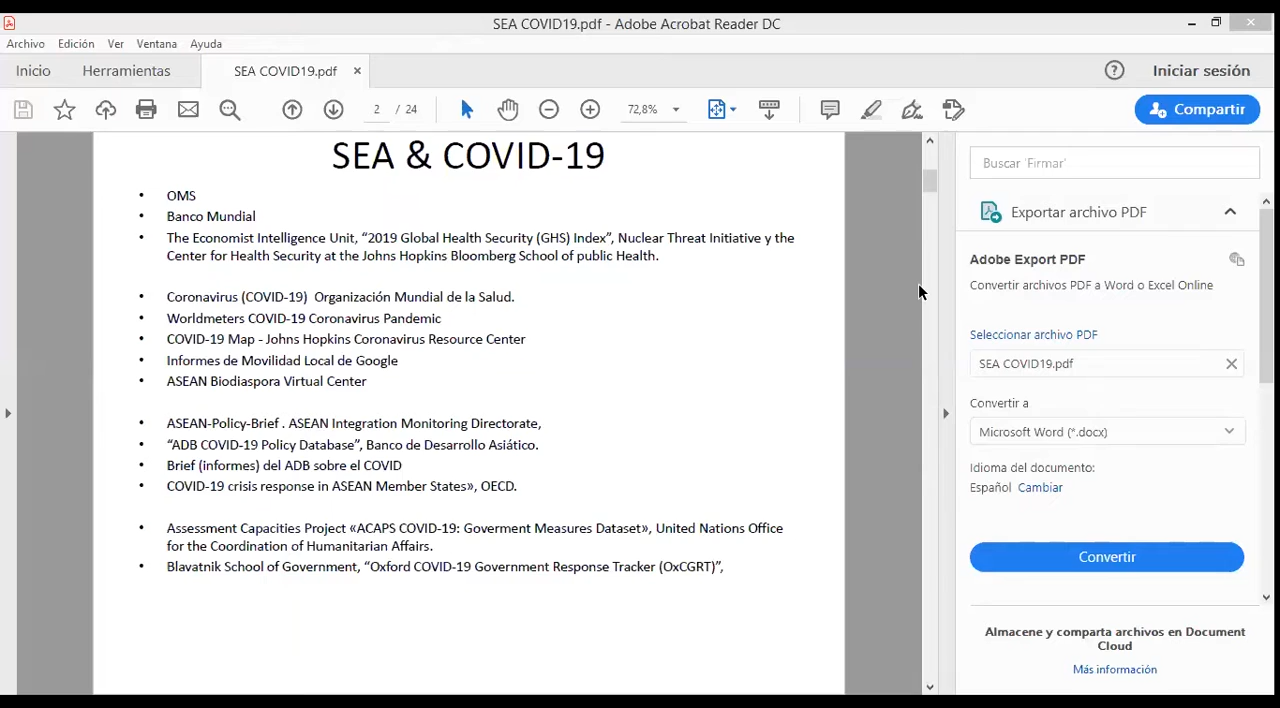 SEA COVID19.pdf - Adobe Acrobat Reader DC
Archivo Edición Ver Ventana Ayuda
Inicio Herramientas SEA COVID19.pdf × ? Iniciar sesión
2 / 24 72,8% Compartir
SEA & COVID-19
• OMS
• Banco Mundial
• The Economist Intelligence Unit, “2019 Global Health Security (GHS) Index”, Nuclear Threat Initiative y the
Center for Health Security at the Johns Hopkins Bloomberg School of public Health.
• Coronavirus (COVID-19) Organización Mundial de la Salud.
• Worldmeters COVID-19 Coronavirus Pandemic
• COVID-19 Map - Johns Hopkins Coronavirus Resource Center
• Informes de Movilidad Local de Google
• ASEAN Biodiaspora Virtual Center
• ASEAN-Policy-Brief . ASEAN Integration Monitoring Directorate,
• “ADB COVID-19 Policy Database”, Banco de Desarrollo Asiático.
• Brief (informes) del ADB sobre el COVID
• COVID-19 crisis response in ASEAN Member States», OECD.
• Assessment Capacities Project «ACAPS COVID-19: Goverment Measures Dataset», United Nations Office
for the Coordination of Humanitarian Affairs.
• Blavatnik School of Government, “Oxford COVID-19 Government Response Tracker (OxCGRT)”,
Buscar 'Firmar'
Exportar archivo PDF
Adobe Export PDF
Convertir archivos PDF a Word o Excel Online
Seleccionar archivo PDF
SEA COVID19.pdf
Convertir a
Microsoft Word (*.docx)
Idioma del documento:
Español Cambiar
Convertir
Almacene y comparta archivos en Document
Cloud
Más información